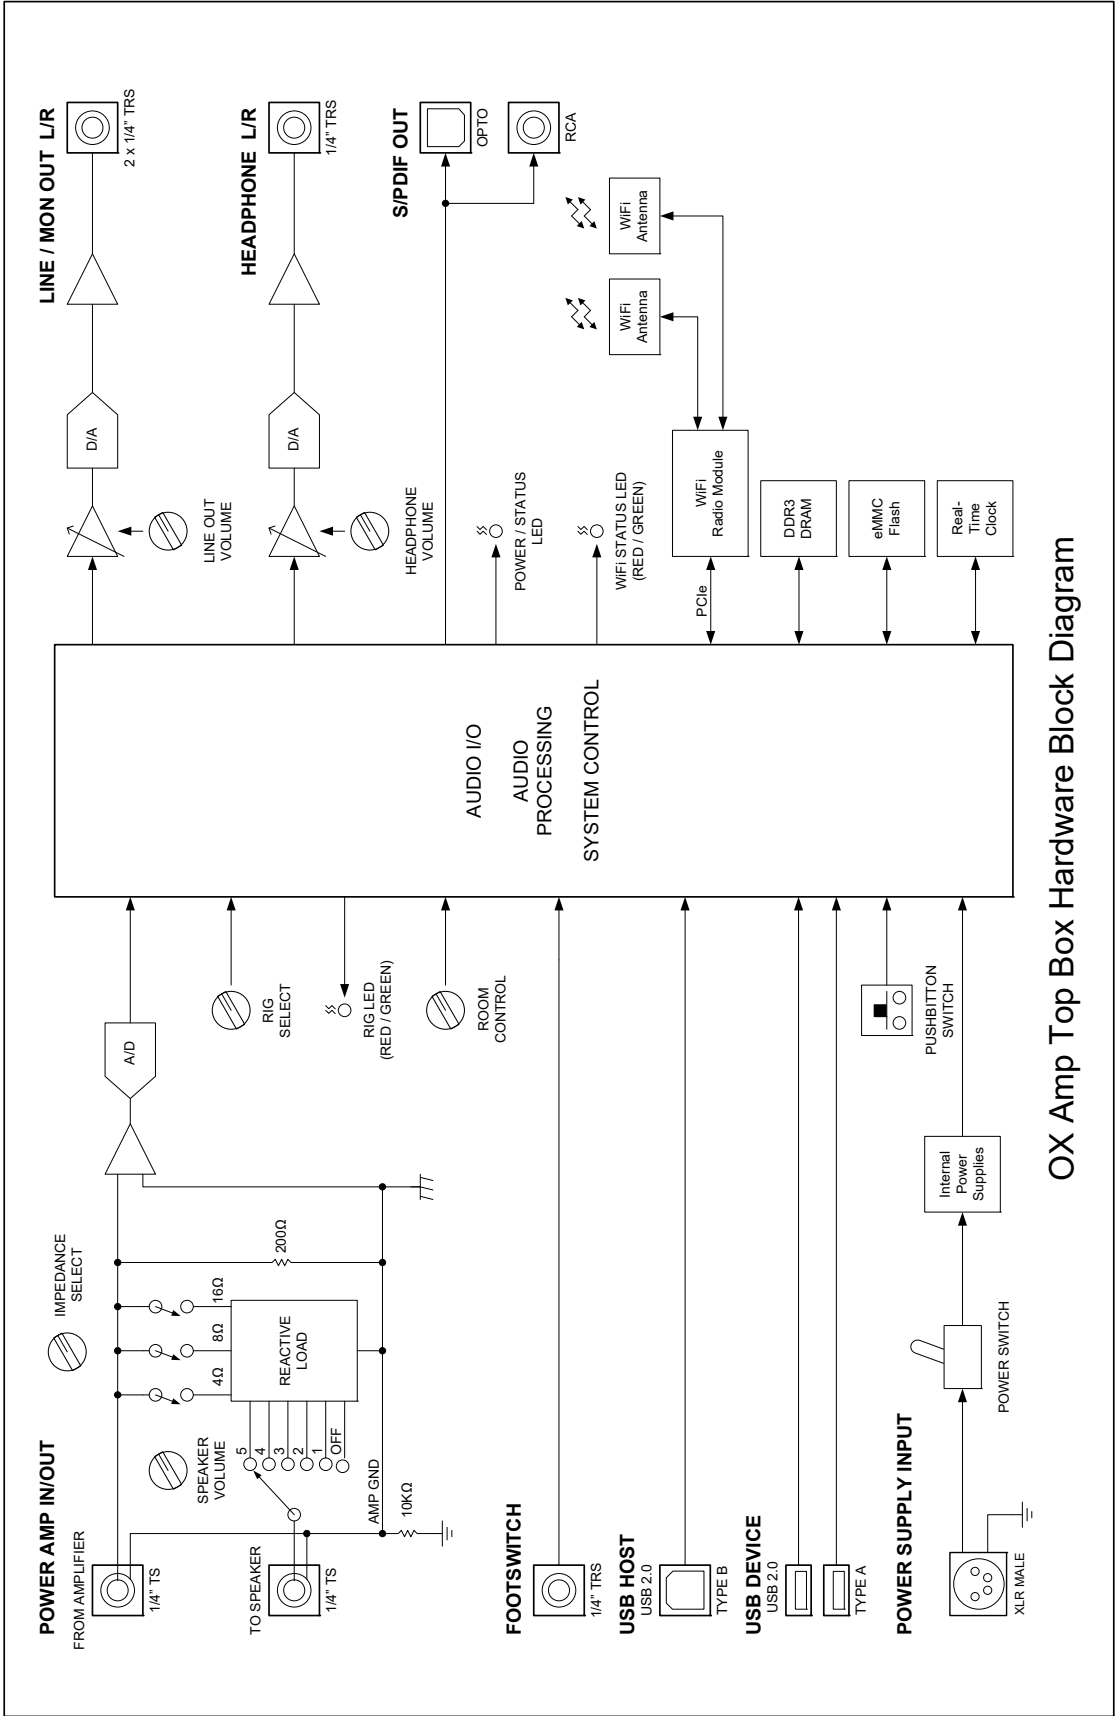 POWER AMP IN/OUT
FROM AMPLIFIER
1/4" TS
IMPEDANCE
SELECT
4Ω
8Ω
16Ω
200Ω
REACTIVE
LOAD
SPEAKER
VOLUME
5
4
3
2
1
OFF
TO SPEAKER
1/4" TS
AMP GND
10KΩ
A/D
RIG
SELECT
RIG LED
(RED / GREEN)
ROOM
CONTROL
FOOTSWITCH
1/4" TRS
USB HOST
USB 2.0
TYPE B
USB DEVICE
USB 2.0
TYPE A
PUSHBITTON
SWITCH
POWER SUPPLY INPUT
XLR MALE
POWER SWITCH
Internal
Power
Supplies
AUDIO I/O
AUDIO
PROCESSING
SYSTEM CONTROL
LINE / MON OUT L/R
2 x 1/4" TRS
D/A
LINE OUT
VOLUME
HEADPHONE L/R
1/4" TRS
D/A
HEADPHONE
VOLUME
S/PDIF OUT
OPTO
RCA
POWER / STATUS
LED
WiFi STATUS LED
(RED / GREEN)
WiFi
Antenna
WiFi
Antenna
PCIe
WiFi
Radio Module
DDR3
DRAM
eMMC
Flash
Real-
Time
Clock
OX Amp Top Box Hardware Block Diagram